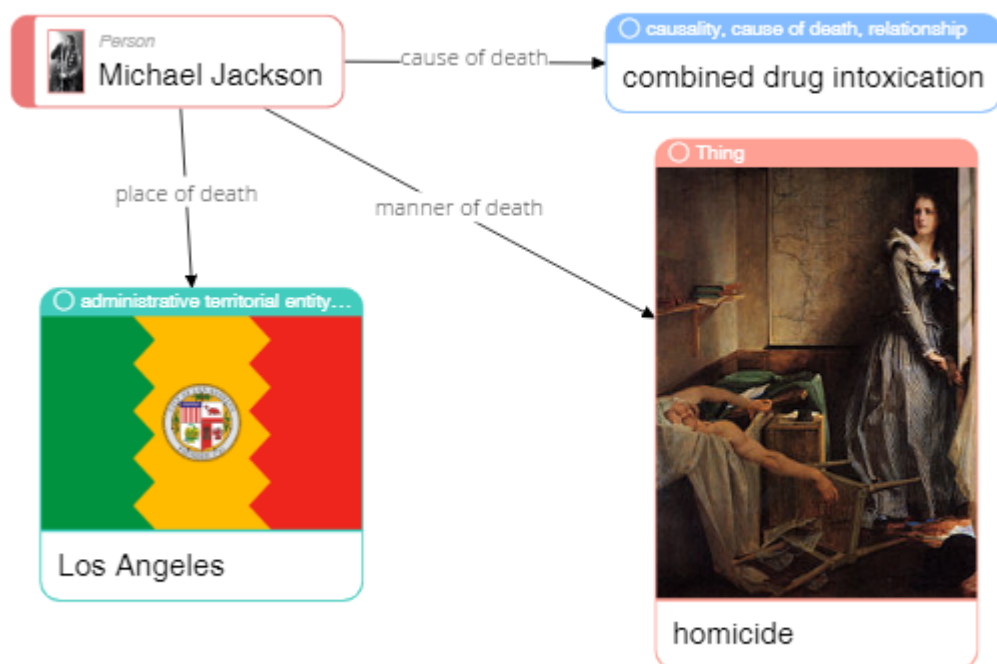 Person
Michael Jackson
cause of death
causality, cause of death, relationship
combined drug intoxication
Thing
place of death
manner of death
administrative territorial entity...
Los Angeles
homicide